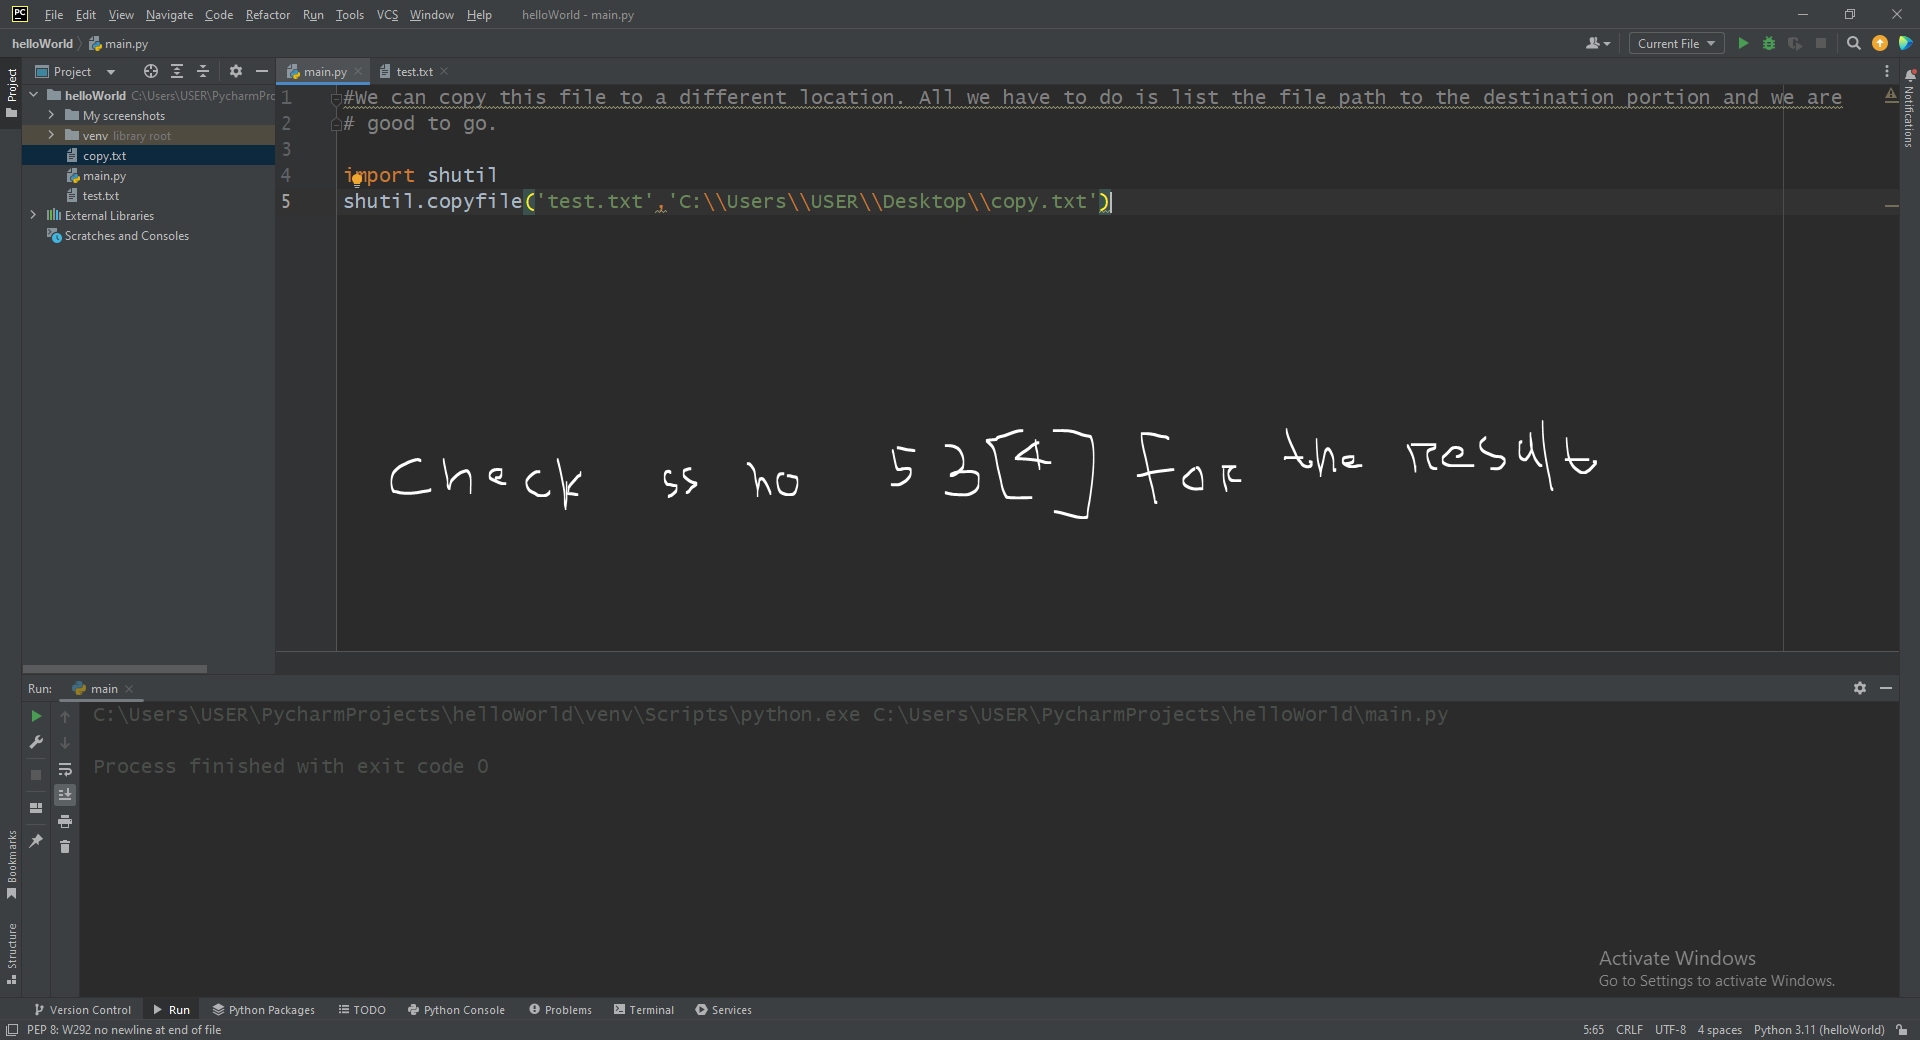 File Edit View Navigate Code Refactor Run Tools VCS Window Help helloWorld - main.py
helloWorld main.py Current File
Project main.py test.txt
Project
Notifications
helloWorld C:\Users\USER\PycharmPrc
My screenshots
venv library root
copy.txt
main.py
test.txt
External Libraries
Scratches and Consoles
1 #We can copy this file to a different location. All we have to do is list the file path to the destination portion and we are
2 # good to go.
3
4 import shutil
5 shutil.copyfile('test.txt','C:\\Users\\USER\\Desktop\\copy.txt')
Check ss no 53[4] For the result
Run: main
C:\Users\USER\PycharmProjects\helloWorld\venv\Scripts\python.exe C:\Users\USER\PycharmProjects\helloWorld\main.py
Process finished with exit code 0
Bookmarks
Structure
Activate Windows
Go to Settings to activate Windows.
Version Control Run Python Packages TODO Python Console Problems Terminal Services
PEP 8: W292 no newline at end of file 5:65 CRLF UTF-8 4 spaces Python 3.11 (helloWorld)